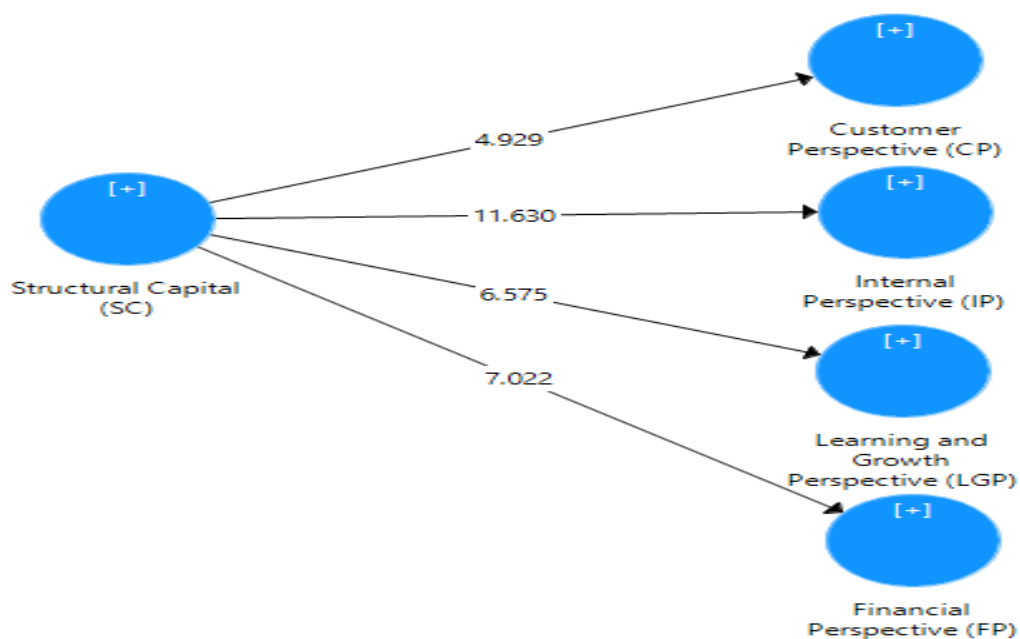 [+]
Customer
Perspective (CP)
4.929
[+]
[+]
11.630
Structural Capital
(SC)
Internal
Perspective (IP)
6.575
[+]
7.022
Learning and
Growth
Perspective (LGP)
[+]
Financial
Perspective (FP)